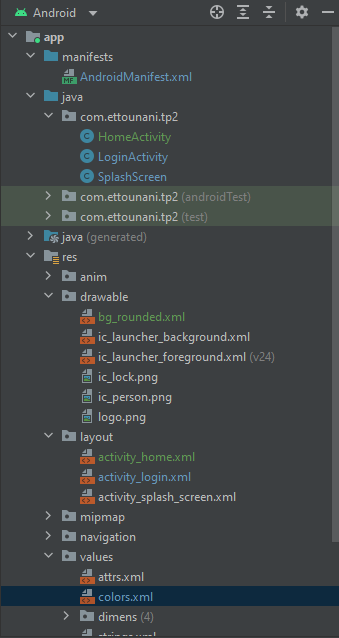 Android
app
manifests
AndroidManifest.xml
java
com.ettounani.tp2
HomeActivity
LoginActivity
SplashScreen
com.ettounani.tp2 (androidTest)
com.ettounani.tp2 (test)
java (generated)
res
anim
drawable
bg_rounded.xml
ic_launcher_background.xml
ic_launcher_foreground.xml (v24)
ic_lock.png
ic_person.png
logo.png
layout
activity_home.xml
activity_login.xml
activity_splash_screen.xml
mipmap
navigation
values
attrs.xml
colors.xml
dimens (4)
strings.xml